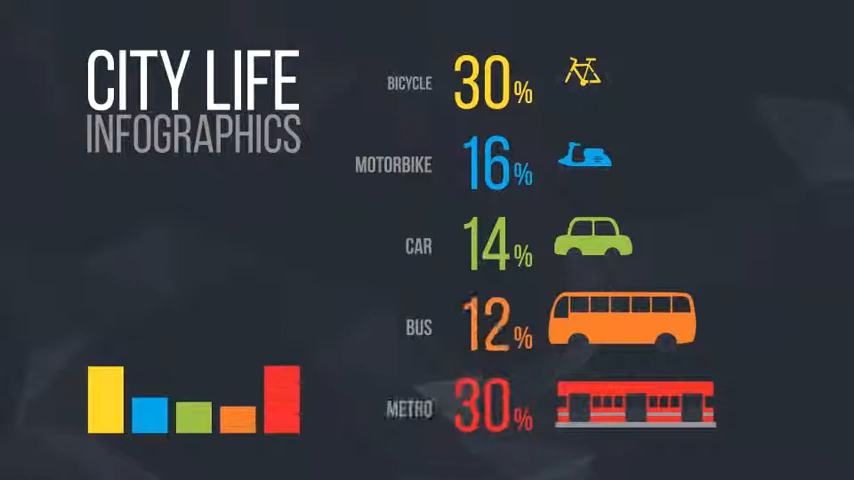 CITY LIFE
INFOGRAPHICS
BICYCLE 30%
MOTORBIKE 16%
CAR 14%
BUS 12%
METRO 30%